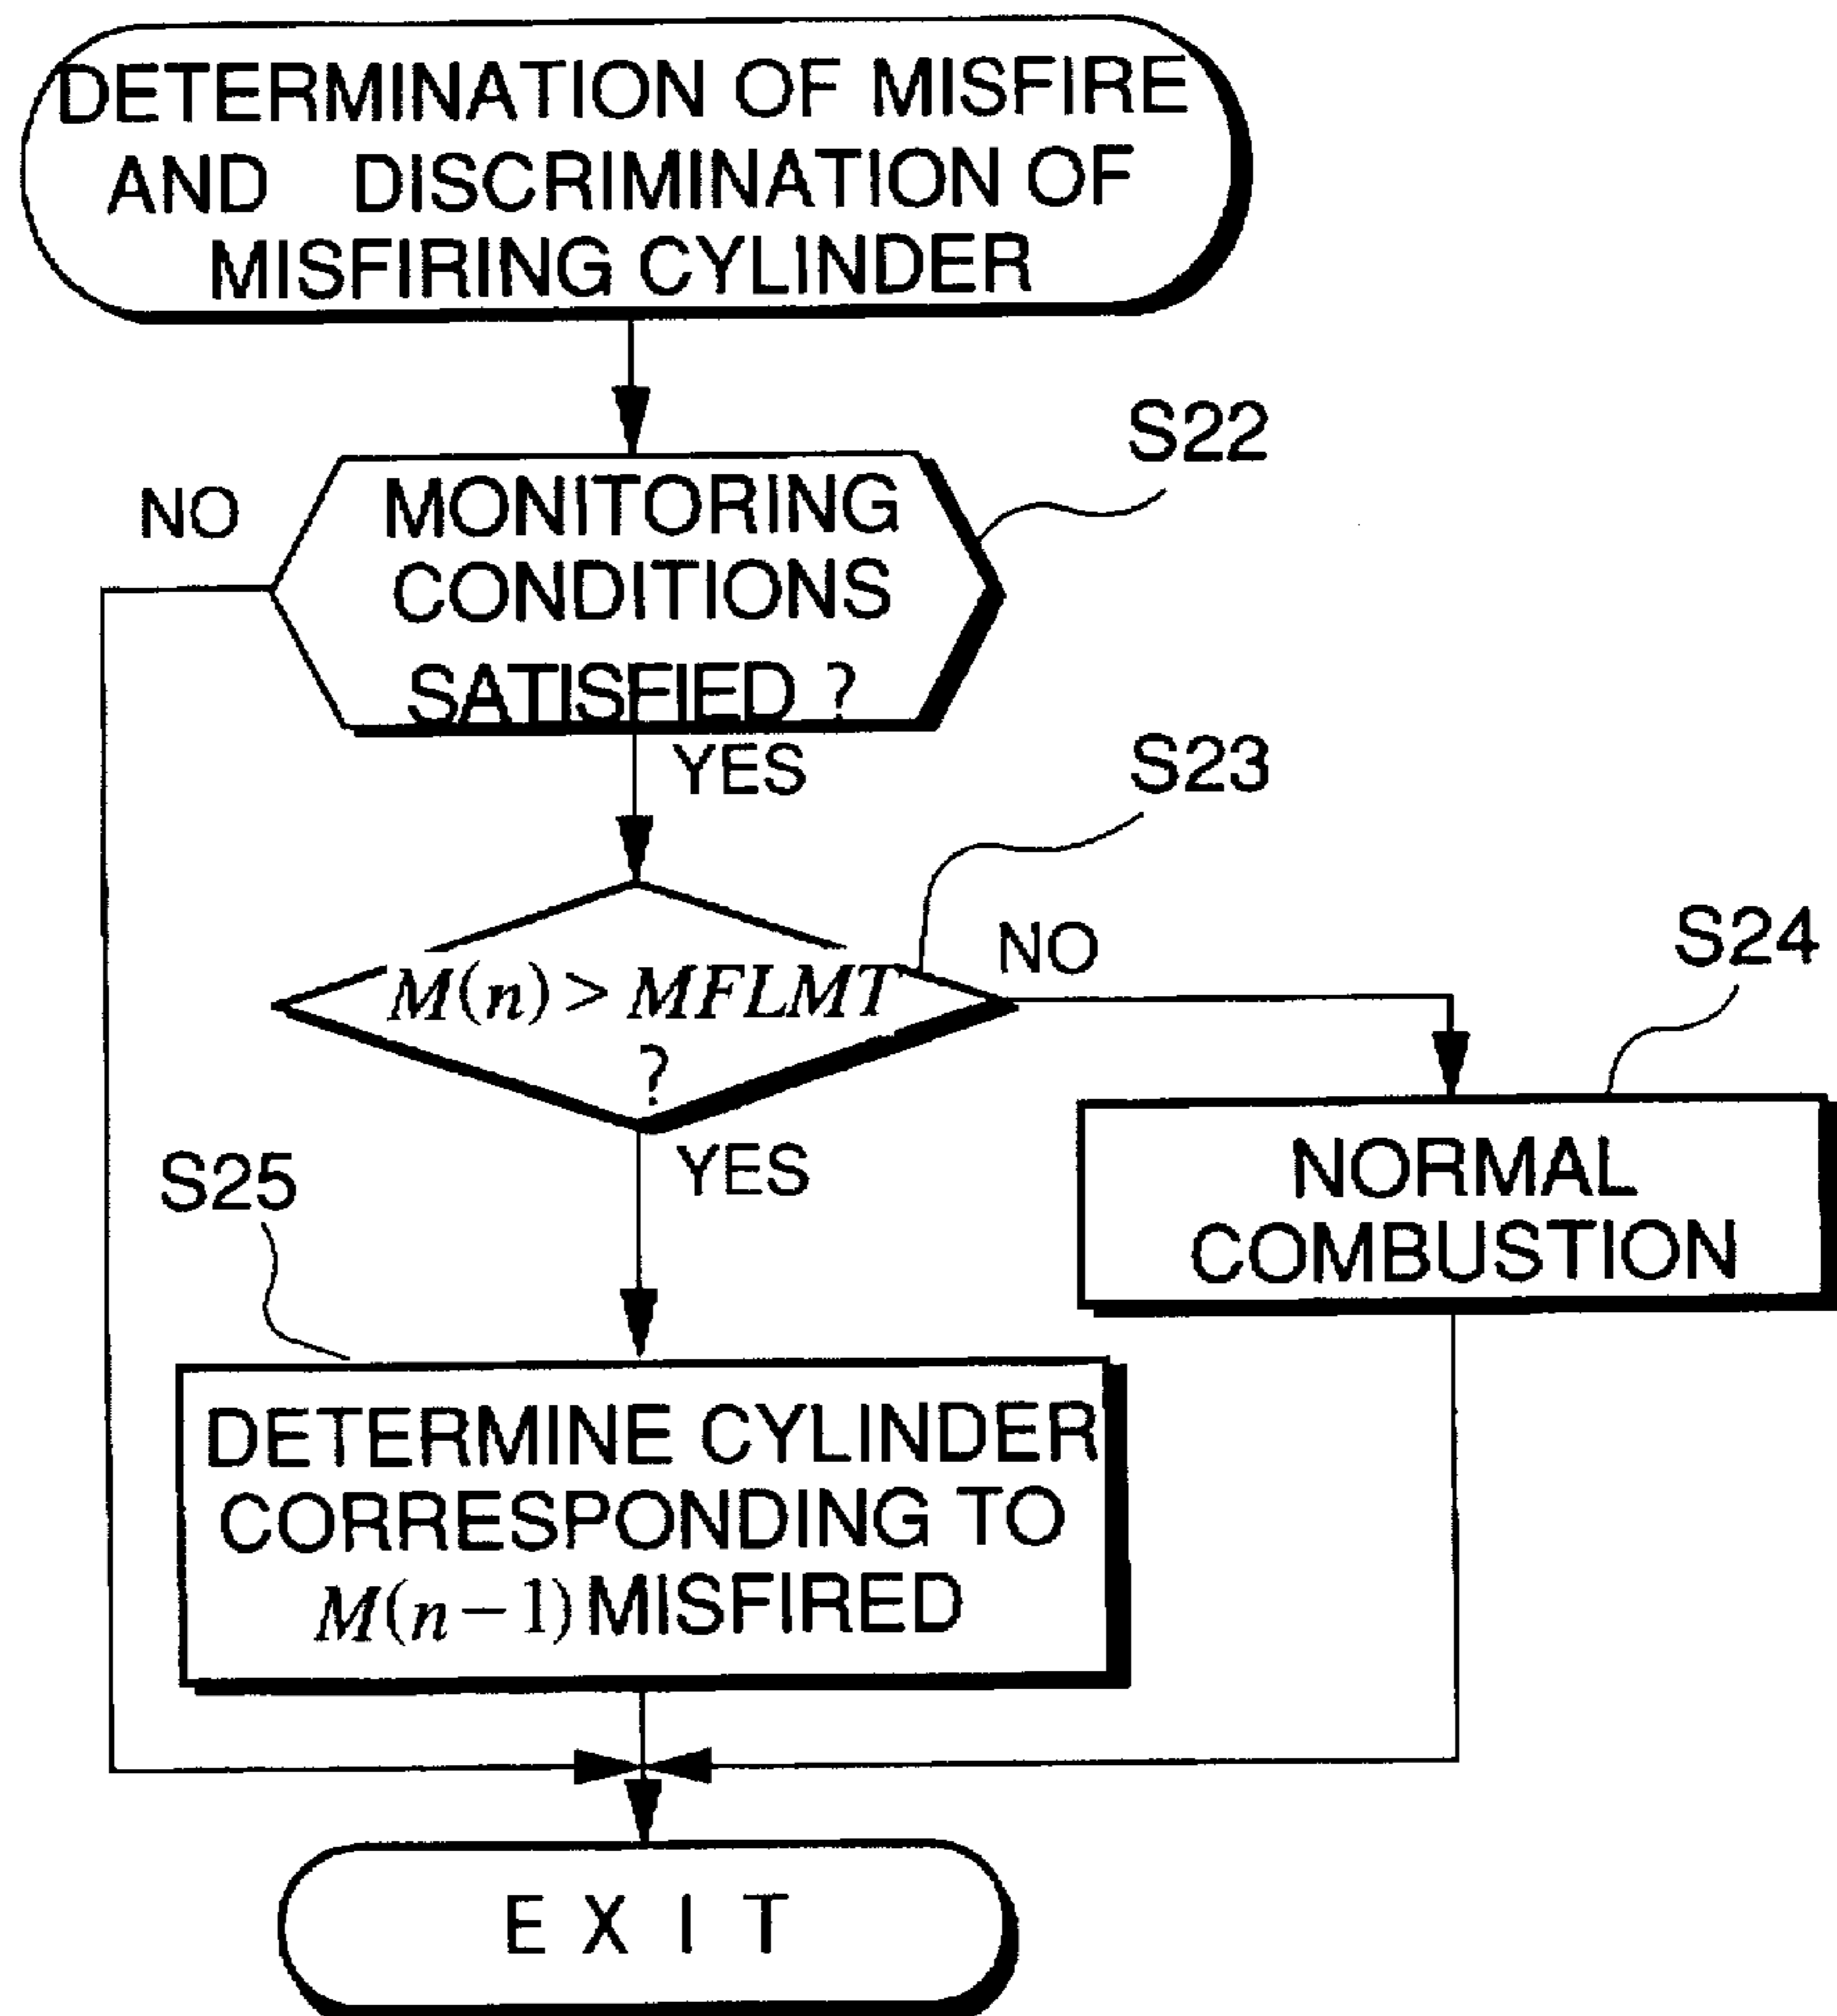 DETERMINATION OF MISFIRE
AND DISCRIMINATION OF
MISFIRING CYLINDER
S22
NO
MONITORING
CONDITIONS
SATISFIED ?
YES
S23
M(n) > MFLMT
?
NO
S24
YES
NORMAL
COMBUSTION
S25
DETERMINE CYLINDER
CORRESPONDING TO
M(n-1) MISFIRED
EXIT